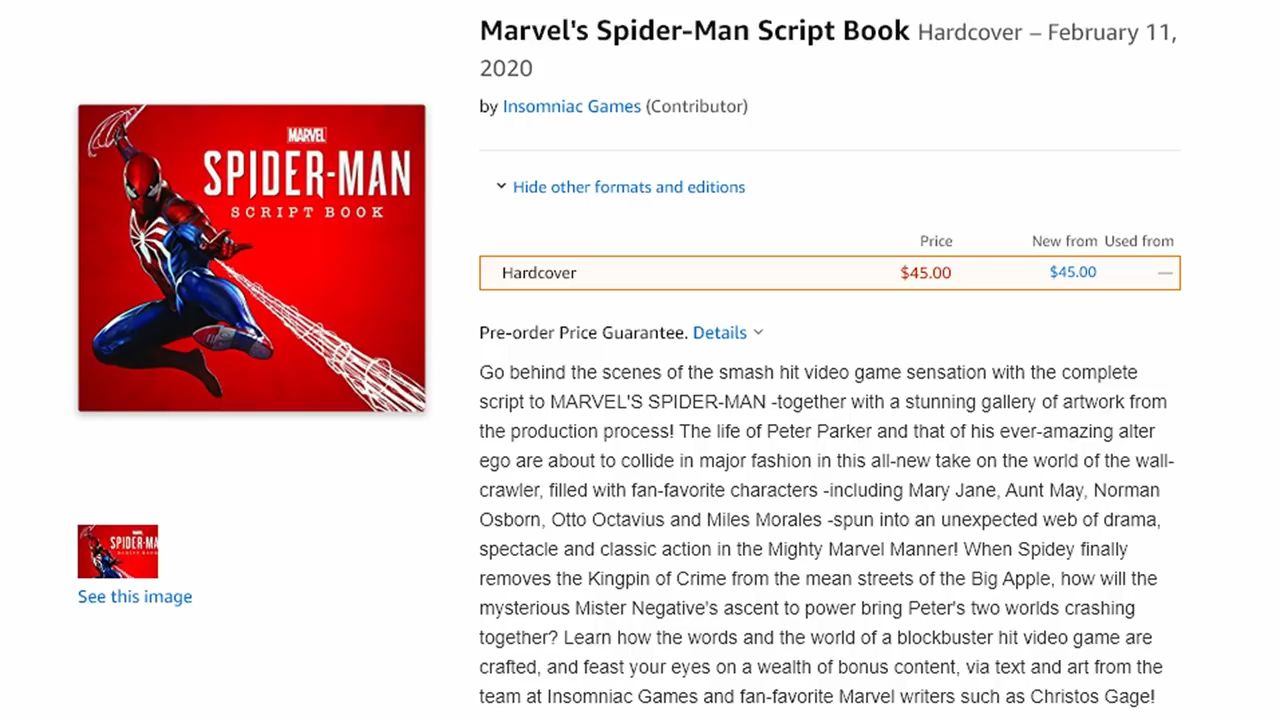 Marvel's Spider-Man Script Book Hardcover – February 11,
2020
by Insomniac Games (Contributor)
MARVEL
SPIDER-MAN
SCRIPT BOOK
Hide other formats and editions
Price New from Used from
Hardcover $45.00 $45.00 —
Pre-order Price Guarantee. Details
Go behind the scenes of the smash hit video game sensation with the complete
script to MARVEL'S SPIDER-MAN -together with a stunning gallery of artwork from
the production process! The life of Peter Parker and that of his ever-amazing alter
ego are about to collide in major fashion in this all-new take on the world of the wall-
crawler, filled with fan-favorite characters -including Mary Jane, Aunt May, Norman
Osborn, Otto Octavius and Miles Morales -spun into an unexpected web of drama,
spectacle and classic action in the Mighty Marvel Manner! When Spidey finally
removes the Kingpin of Crime from the mean streets of the Big Apple, how will the
mysterious Mister Negative's ascent to power bring Peter's two worlds crashing
together? Learn how the words and the world of a blockbuster hit video game are
crafted, and feast your eyes on a wealth of bonus content, via text and art from the
team at Insomniac Games and fan-favorite Marvel writers such as Christos Gage!
SPIDER-MA
See this image